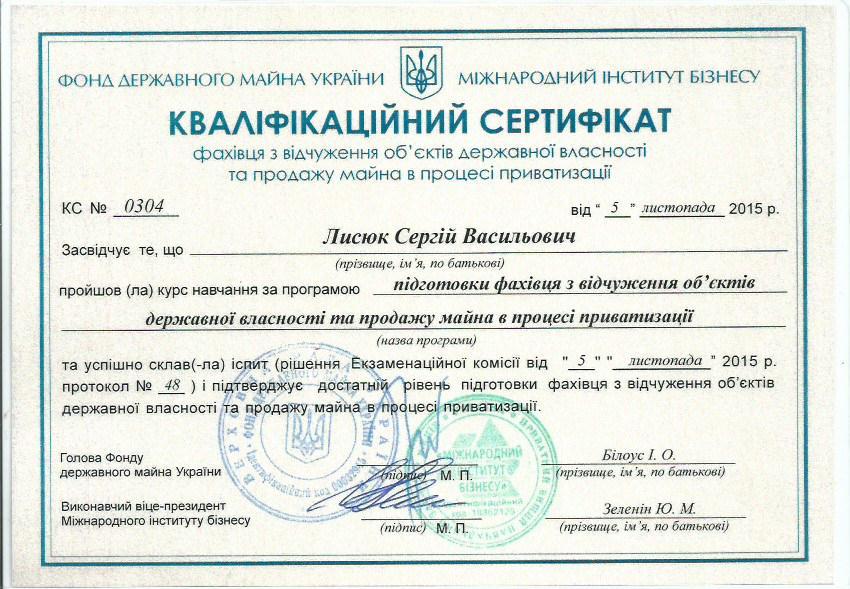 ФОНД ДЕРЖАВНОГО МАЙНА УКРАЇНИ МІЖНАРОДНИЙ ІНСТИТУТ БІЗНЕСУ
КВАЛІФІКАЦІЙНИЙ СЕРТИФІКАТ
фахівця з відчуження об’єктів державної власності
та продажу майна в процесі приватизації
КС № 0304 від “ 5 ” листопада 2015 р.
Лисюк Сергій Васильович
Засвідчує те, що
(прізвище, ім’я, по батькові)
пройшов (ла) курс навчання за програмою підготовки фахівця з відчуження об’єктів
державної власності та продажу майна в процесі приватизації
(назва програми)
та успішно склав(-ла) іспит (рішення Екзаменаційної комісії від "5" " листопада ” 2015 р.
протокол № 48 ) і підтверджує достатній рівень підготовки фахівця з відчуження об’єктів
державної власності та продажу майна в процесі приватизації.
Голова Фонду Білоус І. О.
державного майна України (підпис) М. П. (прізвище, ім’я, по батькові)
Виконавчий віце-президент Зеленін Ю. М.
Міжнародного інституту бізнесу (підпис) М. П. (прізвище, ім’я, по батькові)
ФОНД ДЕРЖАВНОГО МАЙНА УКРАЇНИ
«МІЖНАРОДНИЙ
ІНСТИТУТ
БІЗНЕСУ»